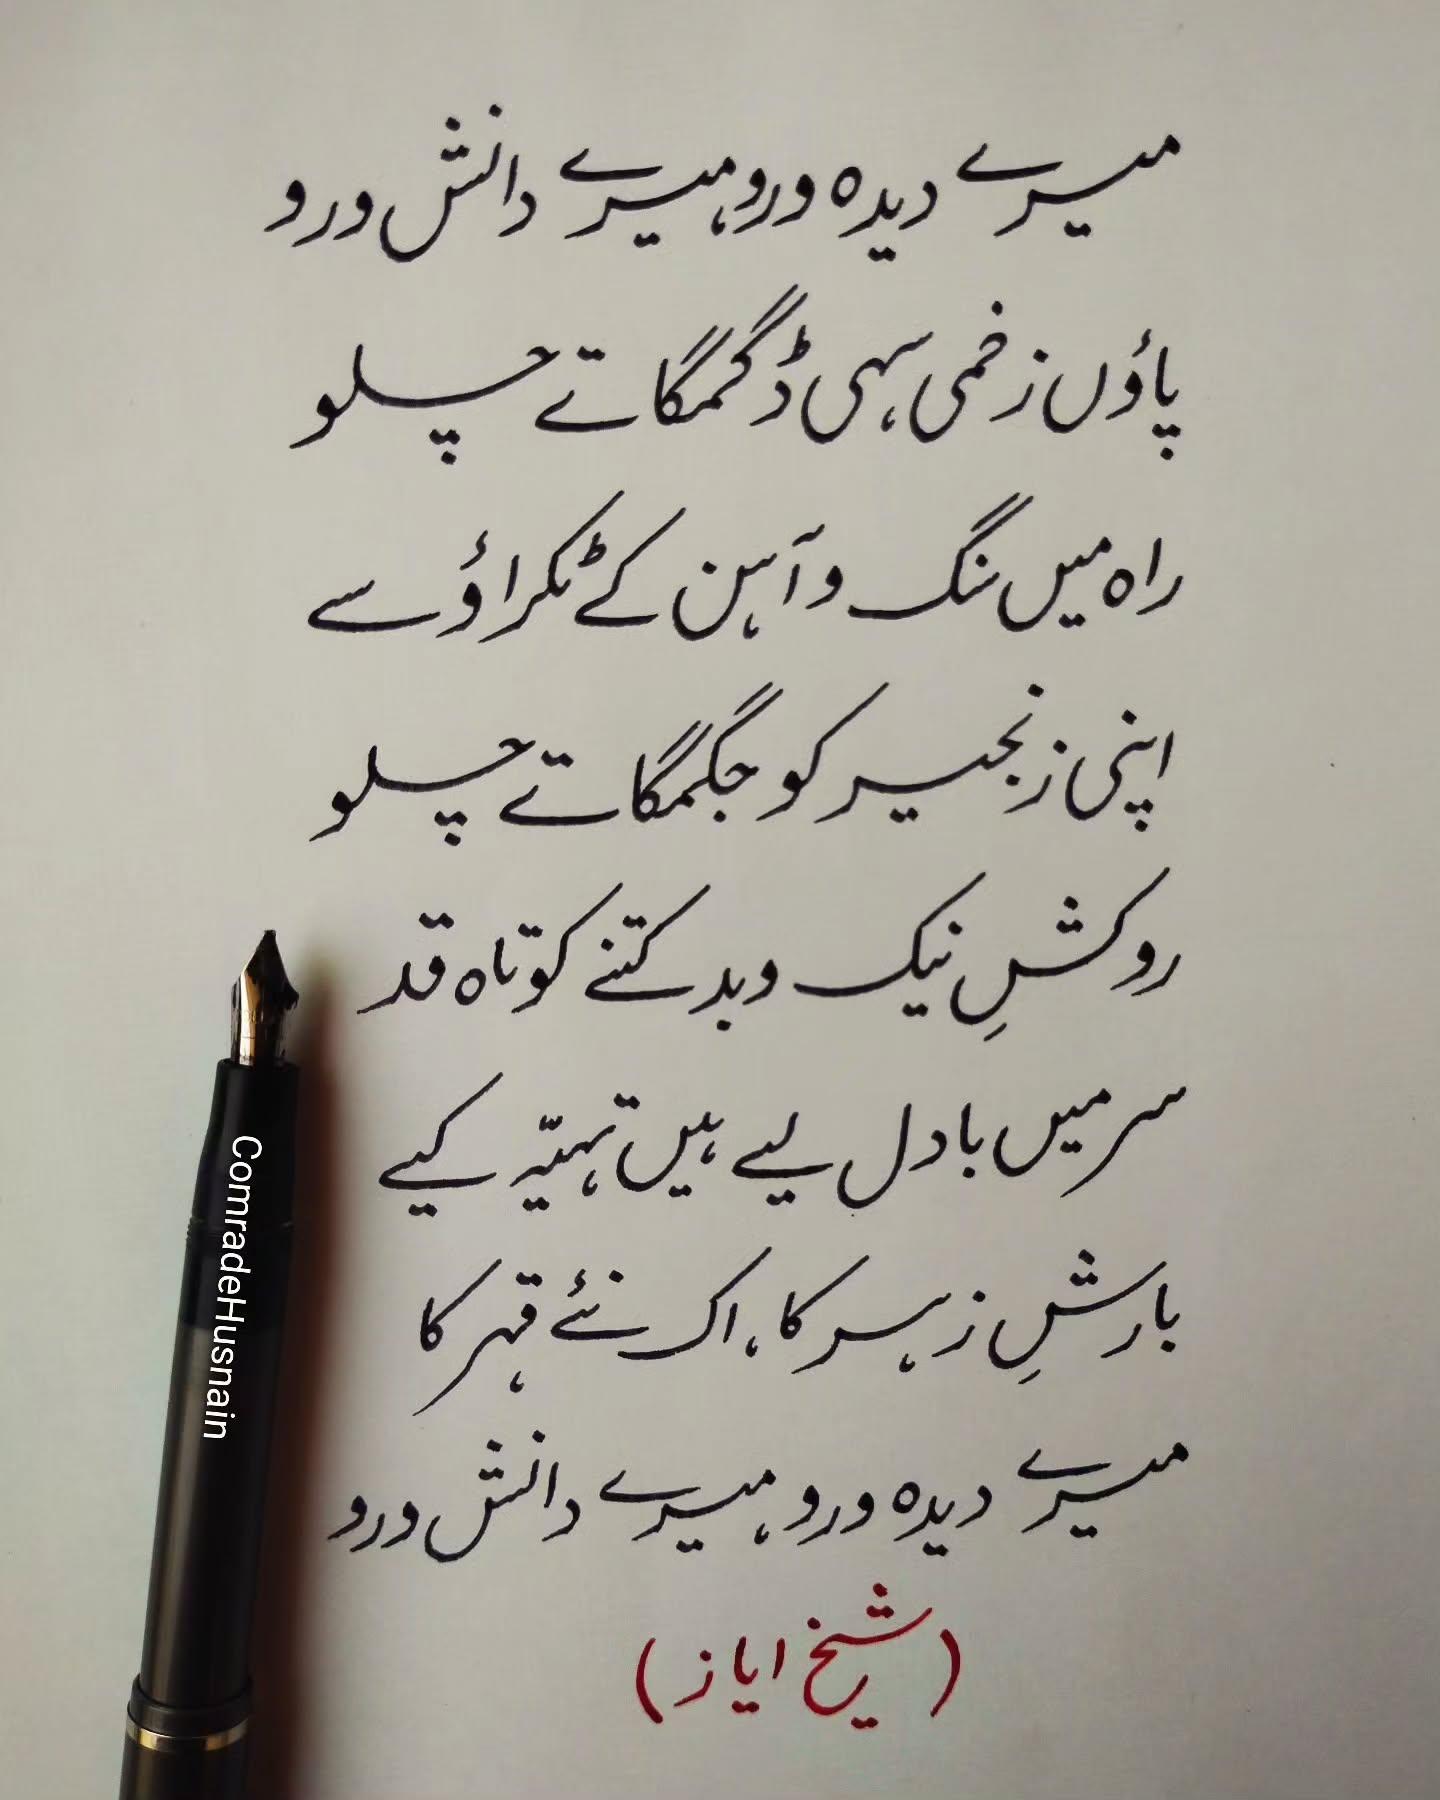 میرے دیدہ ورو، میرے دانش ورو
پاؤں زخمی سہی ڈگمگاتے چلو
راہ میں سنگ و آہن کے ٹکراؤ سے
اپنی زنجیر کو جگمگاتے چلو
روکشِ نیک و بد کتنے کوتاہ قد
سر میں بادل لیے ہیں تہیّہ کیے
بارشِ زہر کا، اک نئے قہر کا
میرے دیدہ ورو، میرے دانش ورو
(شیخ ایاز)
ComradeHusnain